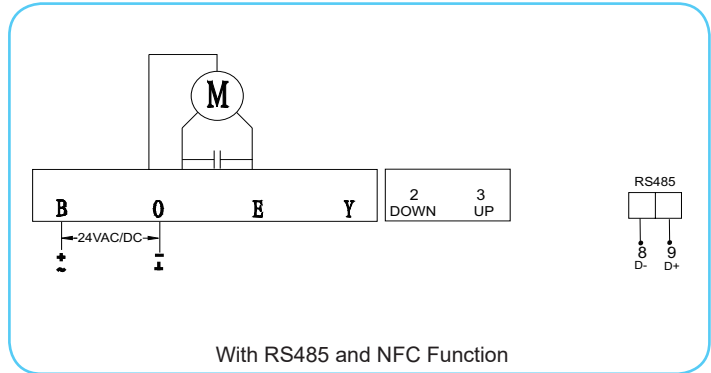 M
RS485
B 0 E Y
2 3
DOWN UP
24VAC/DC
+ -
~ ⊥
8 9
D- D+
With RS485 and NFC Function